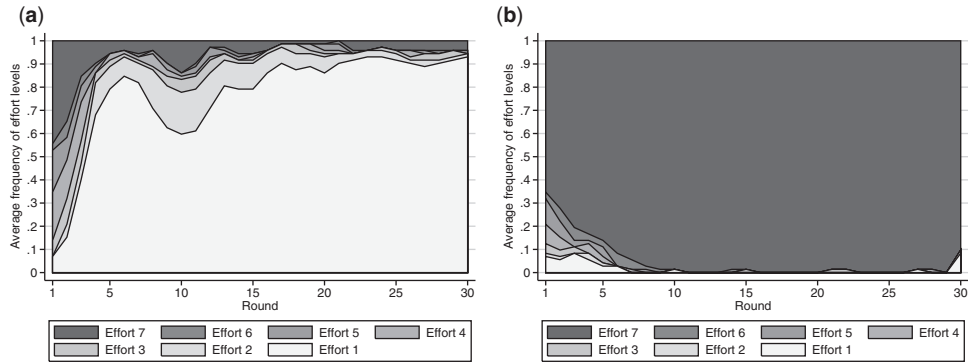 (a)
Average frequency of effort levels
1
.9
.8
.7
.6
.5
.4
.3
.2
.1
0
1 5 10 15 20 25 30
Round
Effort 7 Effort 6 Effort 5 Effort 4
Effort 3 Effort 2 Effort 1
(b)
Average frequency of effort levels
1
.9
.8
.7
.6
.5
.4
.3
.2
.1
0
1 5 10 15 20 25 30
Round
Effort 7 Effort 6 Effort 5 Effort 4
Effort 3 Effort 2 Effort 1